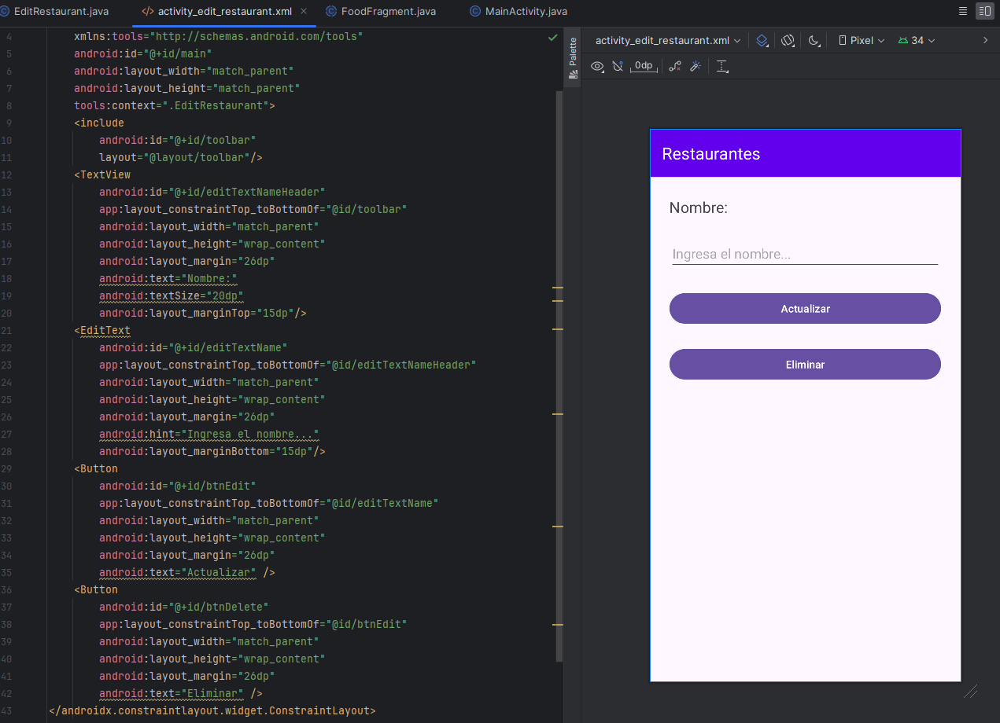 EditRestaurant.java
activity_edit_restaurant.xml
FoodFragment.java
MainActivity.java
4 xmlns:tools="http://schemas.android.com/tools"
5 android:id="@+id/main"
6 android:layout_width="match_parent"
7 android:layout_height="match_parent"
8 tools:context=".EditRestaurant">
9 <include
10 android:id="@+id/toolbar"
11 layout="@layout/toolbar"/>
12 <TextView
13 android:id="@+id/editTextNameHeader"
14 app:layout_constraintTop_toBottomOf="@id/toolbar"
15 android:layout_width="match_parent"
16 android:layout_height="wrap_content"
17 android:layout_margin="26dp"
18 android:text="Nombre:"
19 android:textSize="20dp"
20 android:layout_marginTop="15dp"/>
21 <EditText
22 android:id="@+id/editTextName"
23 app:layout_constraintTop_toBottomOf="@id/editTextNameHeader"
24 android:layout_width="match_parent"
25 android:layout_height="wrap_content"
26 android:layout_margin="26dp"
27 android:hint="Ingresa el nombre..."
28 android:layout_marginBottom="15dp"/>
29 <Button
30 android:id="@+id/btnEdit"
31 app:layout_constraintTop_toBottomOf="@id/editTextName"
32 android:layout_width="match_parent"
33 android:layout_height="wrap_content"
34 android:layout_margin="26dp"
35 android:text="Actualizar" />
36 <Button
37 android:id="@+id/btnDelete"
38 app:layout_constraintTop_toBottomOf="@id/btnEdit"
39 android:layout_width="match_parent"
40 android:layout_height="wrap_content"
41 android:layout_margin="26dp"
42 android:text="Eliminar" />
43 </androidx.constraintlayout.widget.ConstraintLayout>
Palette
activity_edit_restaurant.xml
Pixel
34
0dp
Restaurantes
Nombre:
Ingresa el nombre...
Actualizar
Eliminar